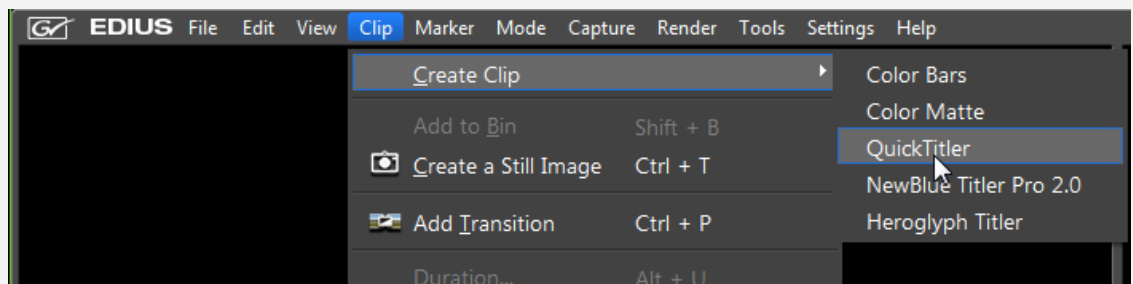 GV EDIUS File Edit View Clip Marker Mode Capture Render Tools Settings Help
Create Clip
Add to Bin Shift + B
Create a Still Image Ctrl + T
Add Transition Ctrl + P
Duration... Alt + U
Color Bars
Color Matte
QuickTitler
NewBlue Titler Pro 2.0
Heroglyph Titler